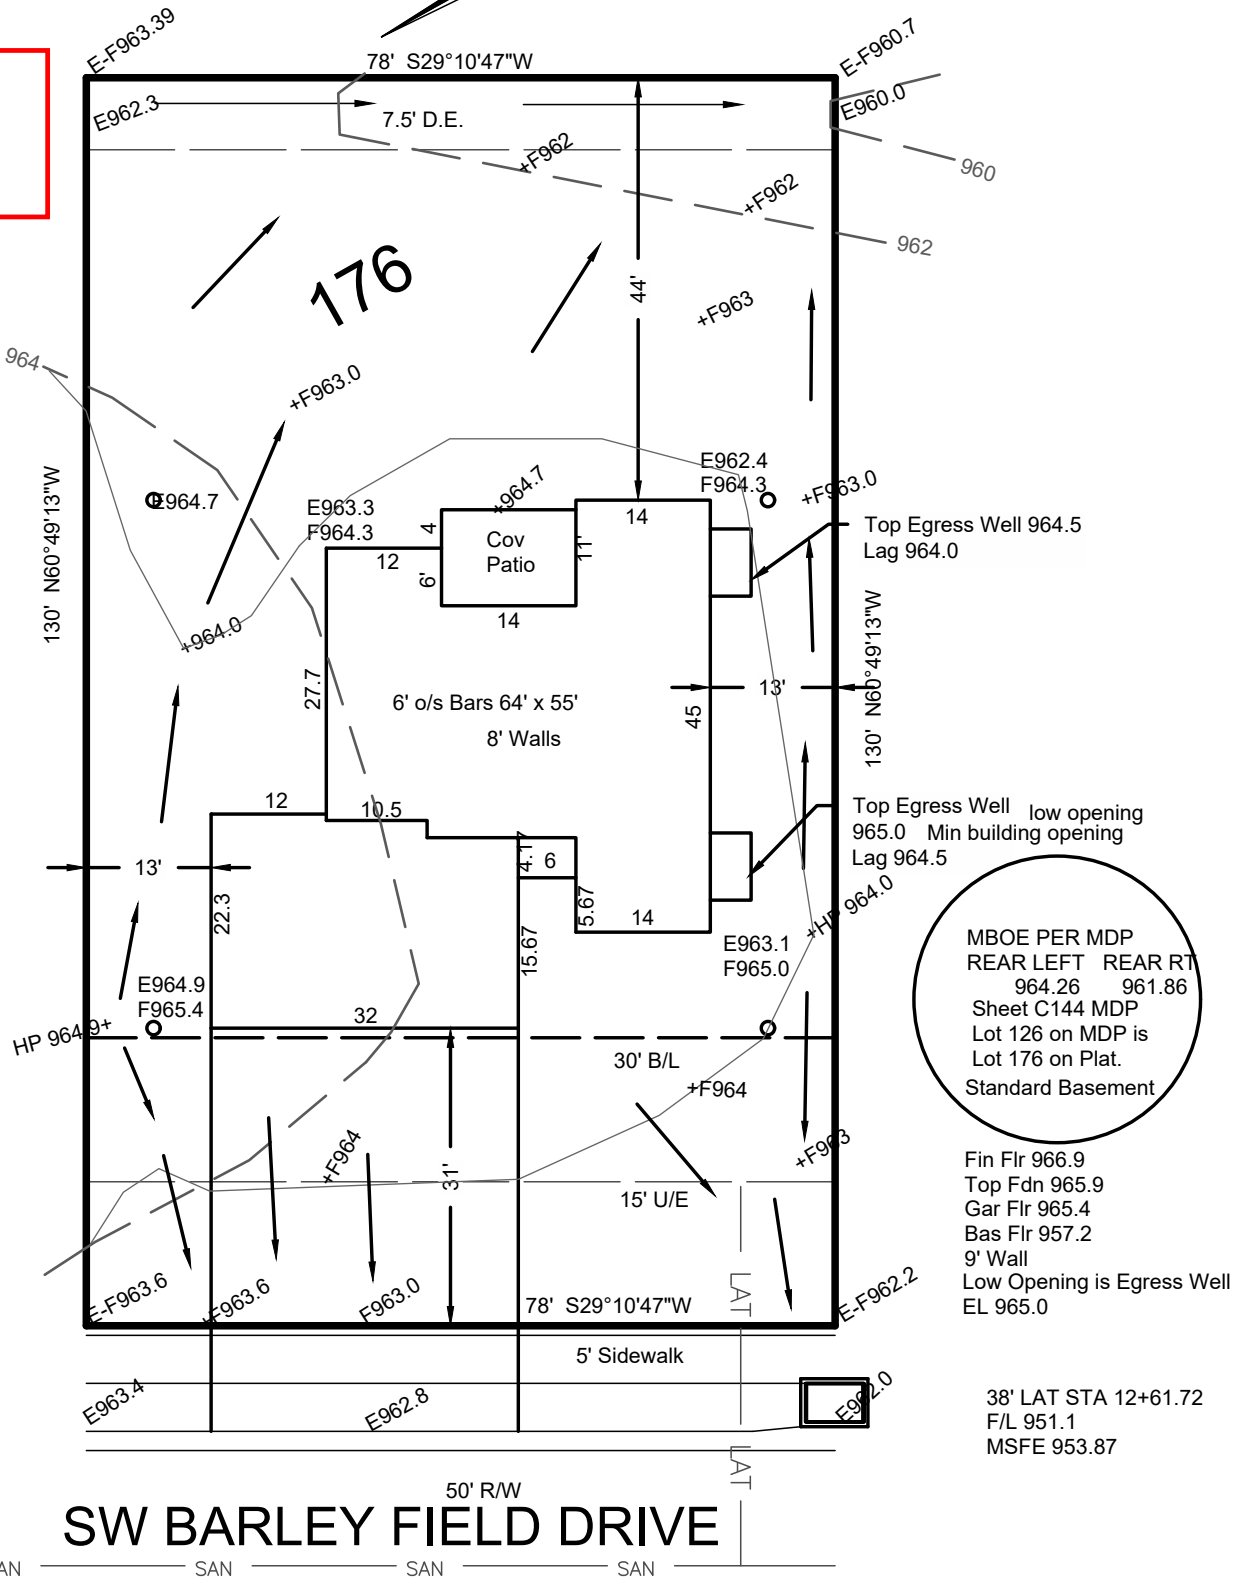 E-F963.39
78' S29°10'47"W
E-F960.7
E962.3
7.5' D.E.
E960.0
+F962
960
+F962
962
176
44'
+F963
964
+F963.0
E964.7
E963.3
F964.3
+964.7
E962.4
F964.3
+F963.0
14
4
Cov
Patio
11'
12
6'
14
Top Egress Well 964.5
Lag 964.0
130' N60°49'13"W
+964.0
130' N60°49'13"W
27.7
6' o/s Bars 64' x 55'
8' Walls
45
13'
12
10.5
4.17
6
Top Egress Well
965.0
Lag 964.5
low opening
Min building opening
13'
22.3
15.67
5.67
14
+HP 964.0
E963.1
F965.0
E964.9
F965.4
HP 964.9+
32
30' B/L
MBOE PER MDP
REAR LEFT REAR RT
964.26 961.86
Sheet C144 MDP
Lot 126 on MDP is
Lot 176 on Plat.
Standard Basement
+F964
+F964
+F963
31'
15' U/E
Fin Flr 966.9
Top Fdn 965.9
Gar Flr 965.4
Bas Flr 957.2
9' Wall
Low Opening is Egress Well
EL 965.0
LAT
E-F963.6
+F963.6
F963.0
78' S29°10'47"W
E-F962.2
5' Sidewalk
E963.4
E962.8
E962.0
38' LAT STA 12+61.72
F/L 951.1
MSFE 953.87
LAT
50' R/W
SW BARLEY FIELD DRIVE
AN SAN SAN SAN